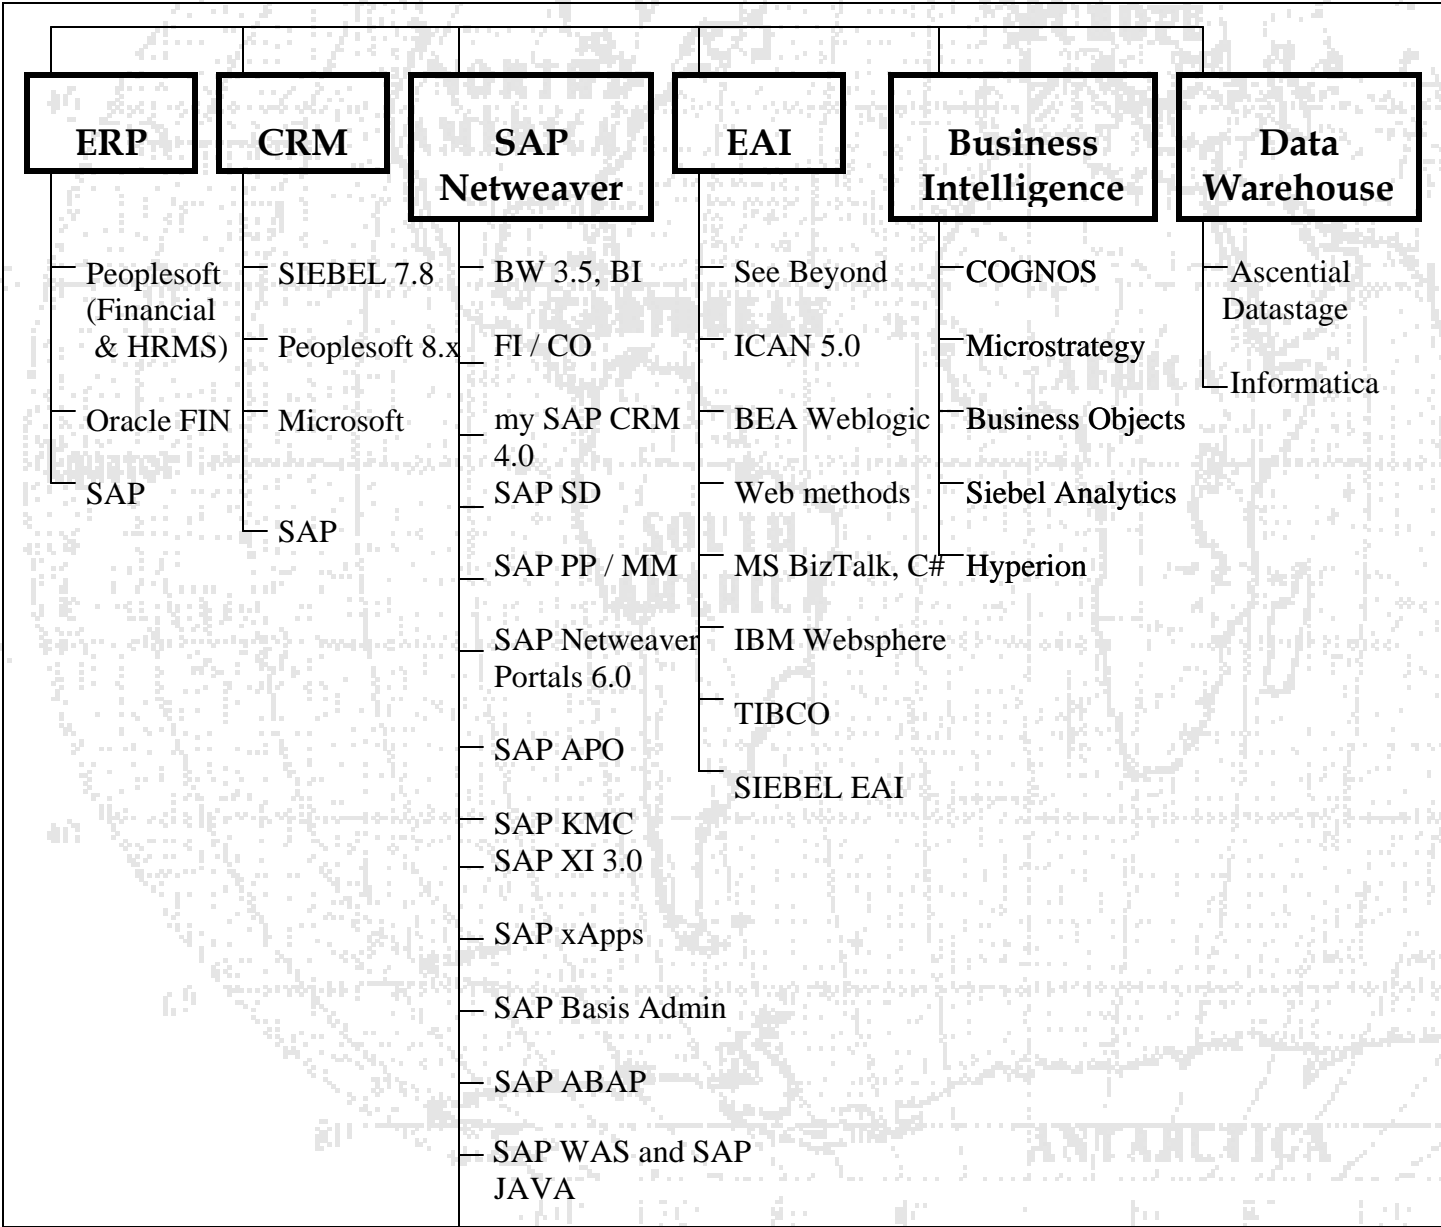 ERP
CRM
SAP
Netweaver
EAI
Business
Intelligence
Data
Warehouse
Peoplesoft
(Financial
& HRMS)
Oracle FIN
SAP
SIEBEL 7.8
Peoplesoft 8.x
Microsoft
SAP
BW 3.5, BI
FI / CO
my SAP CRM
4.0
SAP SD
SAP PP / MM
SAP Netweaver
Portals 6.0
SAP APO
SAP KMC
SAP XI 3.0
SAP xApps
SAP Basis Admin
SAP ABAP
SAP WAS and SAP
JAVA
See Beyond
ICAN 5.0
BEA Weblogic
Web methods
MS BizTalk, C#
IBM Websphere
TIBCO
SIEBEL EAI
COGNOS
Microstrategy
Business Objects
Siebel Analytics
Hyperion
Ascential
Datastage
Informatica
ANTARCTICA